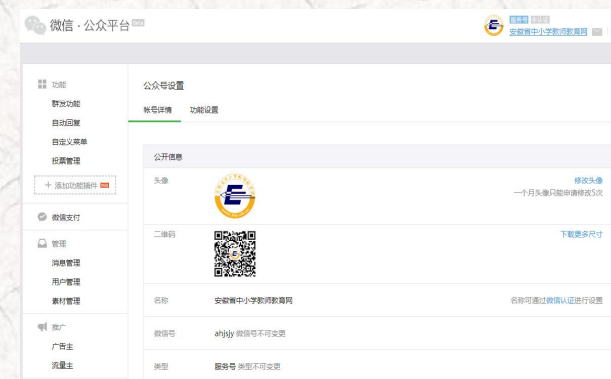 微信·公众平台
服务号 未认证
安徽省中小学教师教育网
功能
群发功能
自动回复
自定义菜单
投票管理
+ 添加功能插件
微信支付
管理
消息管理
用户管理
素材管理
推广
广告主
流量主
公众号设置
帐号详情 功能设置
公开信息
头像
修改头像
一个月头像只能申请修改5次
二维码
下载更多尺寸
名称
安徽省中小学教师教育网
名称可通过微信认证进行设置
微信号
ahjsjy 微信号不可变更
类型
服务号 类型不可变更